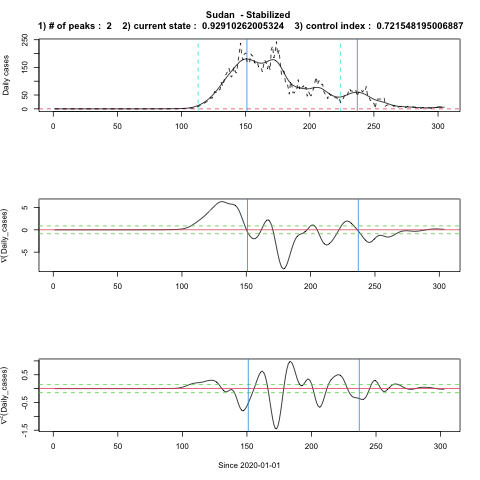 Sudan - Stabilized
1) # of peaks : 2 2) current state : 0.92910262005324 3) control index : 0.721548195006887
Daily cases
250
150
50
0
0 50 100 150 200 250 300
∇(Daily_cases)
5
0
-5
0 50 100 150 200 250 300
∇²(Daily_cases)
0.5
-0.5
-1.5
0 50 100 150 200 250 300
Since 2020-01-01